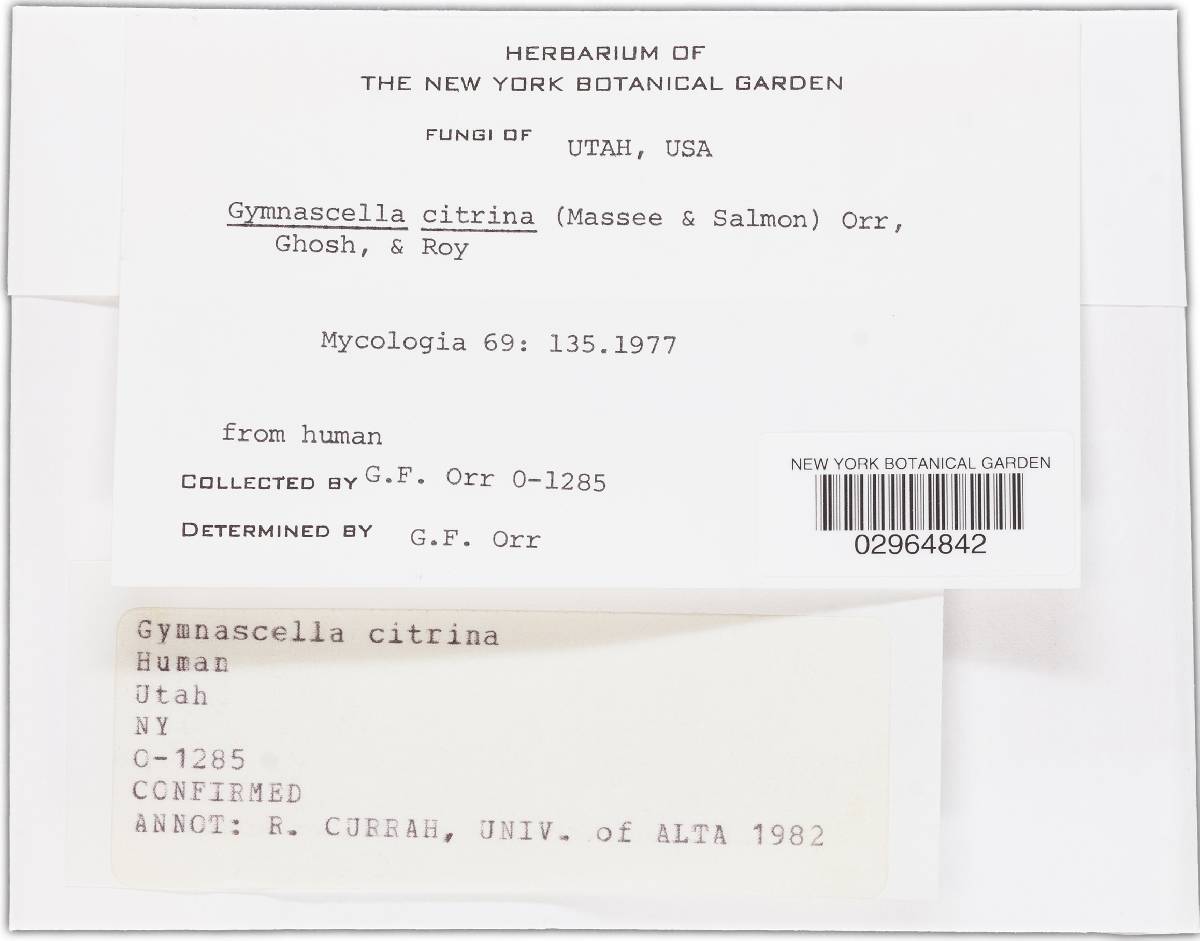 HERBARIUM OF
THE NEW YORK BOTANICAL GARDEN
FUNGI OF UTAH, USA
Gymnascella citrina (Massee & Salmon) Orr,
Ghosh, & Roy
Mycologia 69: 135.1977
from human
COLLECTED BY G.F. Orr O-1285
DETERMINED BY G.F. Orr
NEW YORK BOTANICAL GARDEN
02964842
Gymnascella citrina
Human
Utah
NY
O-1285
CONFIRMED
ANNOT: R. CURRAH, UNIV. of ALTA 1982